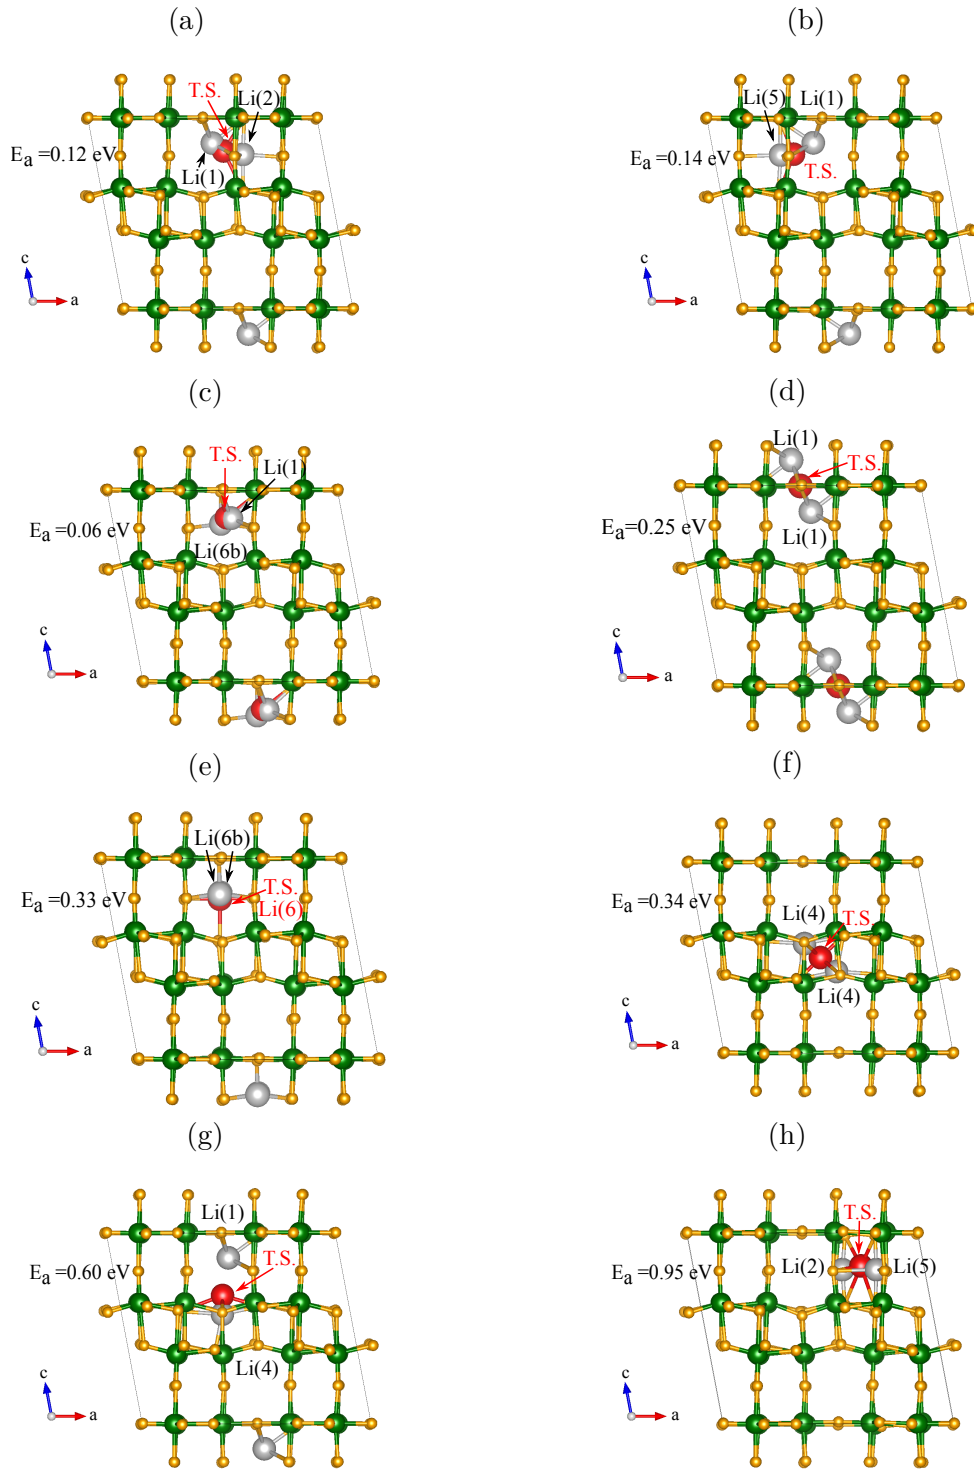 (a)
T.S.
Li(2)
Eₐ =0.12 eV
Li(1)
c
a
(b)
Li(5)
Li(1)
Eₐ =0.14 eV
T.S.
c
a
(c)
T.S.
Li(1)
Eₐ =0.06 eV
Li(6b)
c
a
(d)
Li(1)
T.S.
Eₐ=0.25 eV
Li(1)
c
a
(e)
Li(6b)
Eₐ =0.33 eV
T.S.
Li(6)
c
a
(f)
Eₐ =0.34 eV
Li(4)
T.S.
Li(4)
c
a
(g)
Li(1)
T.S.
Eₐ =0.60 eV
Li(4)
c
a
(h)
T.S.
Eₐ =0.95 eV
Li(2)
Li(5)
c
a